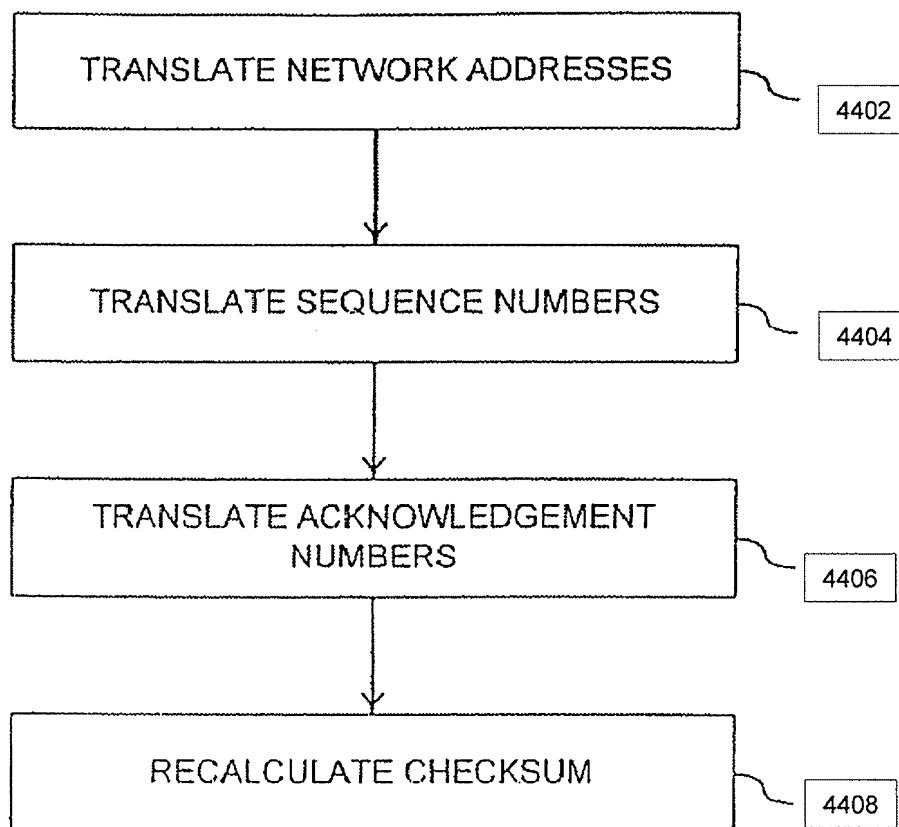 TRANSLATE NETWORK ADDRESSES
4402
TRANSLATE SEQUENCE NUMBERS
4404
TRANSLATE ACKNOWLEDGEMENT
NUMBERS
4406
RECALCULATE CHECKSUM
4408